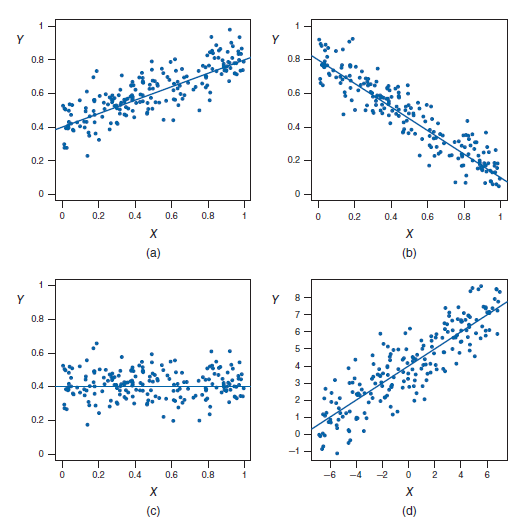 Y Y
1 1
0.8 0.8
0.6 0.6
0.4 0.4
0.2 0.2
0 0
0 0.2 0.4 0.6 0.8 1 0 0.2 0.4 0.6 0.8 1
X X
(a) (b)
Y Y
1 8
0.8 7
0.6 6
0.4 5
0.2 4
0 3
2
1
0
−1
0 0.2 0.4 0.6 0.8 1 −6 −4 −2 0 2 4 6
X X
(c) (d)